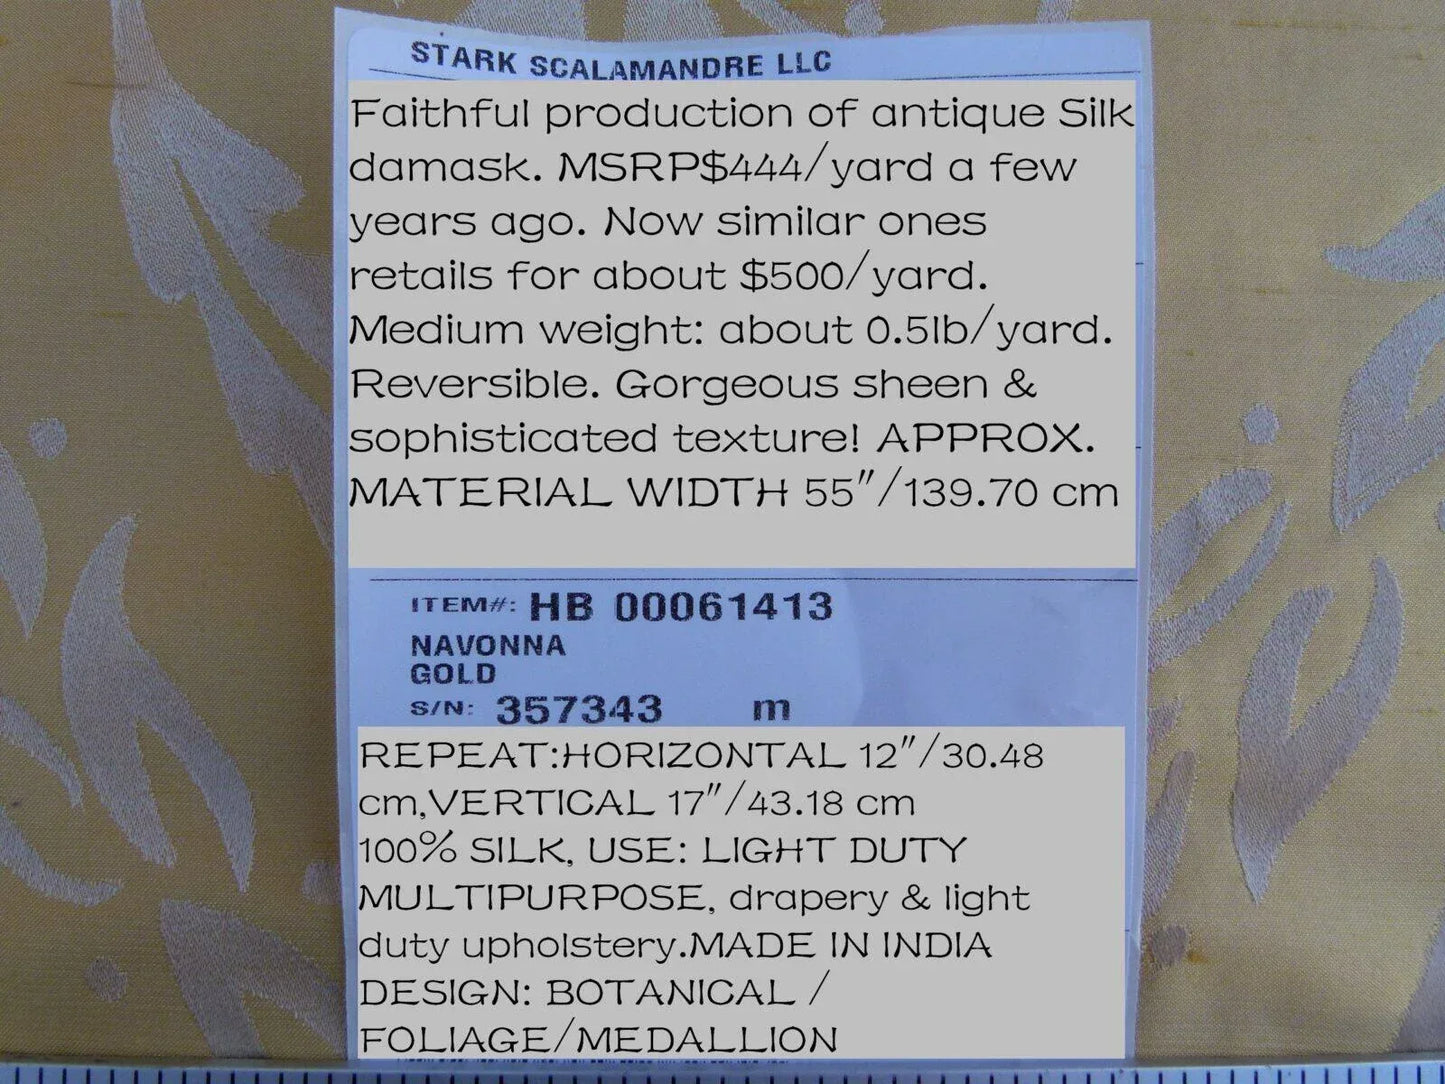 STARK SCALAMANDRE LLC
Faithful production of antique Silk
damask. MSRP$444/yard a few
years ago. Now similar ones
retails for about $500/yard.
Medium weight: about 0.5lb/yard.
Reversible. Gorgeous sheen &
sophisticated texture! APPROX.
MATERIAL WIDTH 55"/139.70 cm
ITEM#: HB 00061413
NAVONNA
GOLD
S/N: 357343 m
REPEAT:HORIZONTAL 12"/30.48
cm,VERTICAL 17"/43.18 cm
100% SILK, USE: LIGHT DUTY
MULTIPURPOSE, drapery & light
duty upholstery.MADE IN INDIA
DESIGN: BOTANICAL /
FOLIAGE/MEDALLION